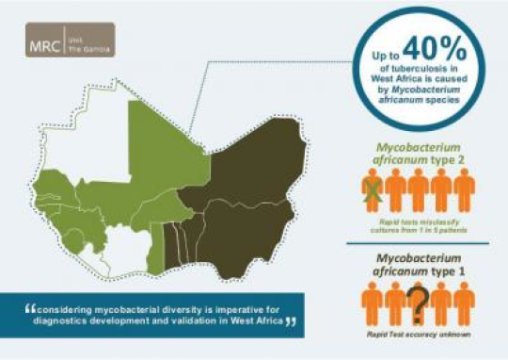 MRC
Unit
The Gambia
Up to 40%
of tuberculosis in
West Africa is caused
by Mycobacterium
africanum species
Mycobacterium
africanum type 2
X
Rapid tests misclassify
cultures from 1 in 5 patients
Mycobacterium
africanum type 1
?
Rapid Test accuracy unknown
“considering mycobacterial diversity is imperative for
diagnostics development and validation in West Africa”